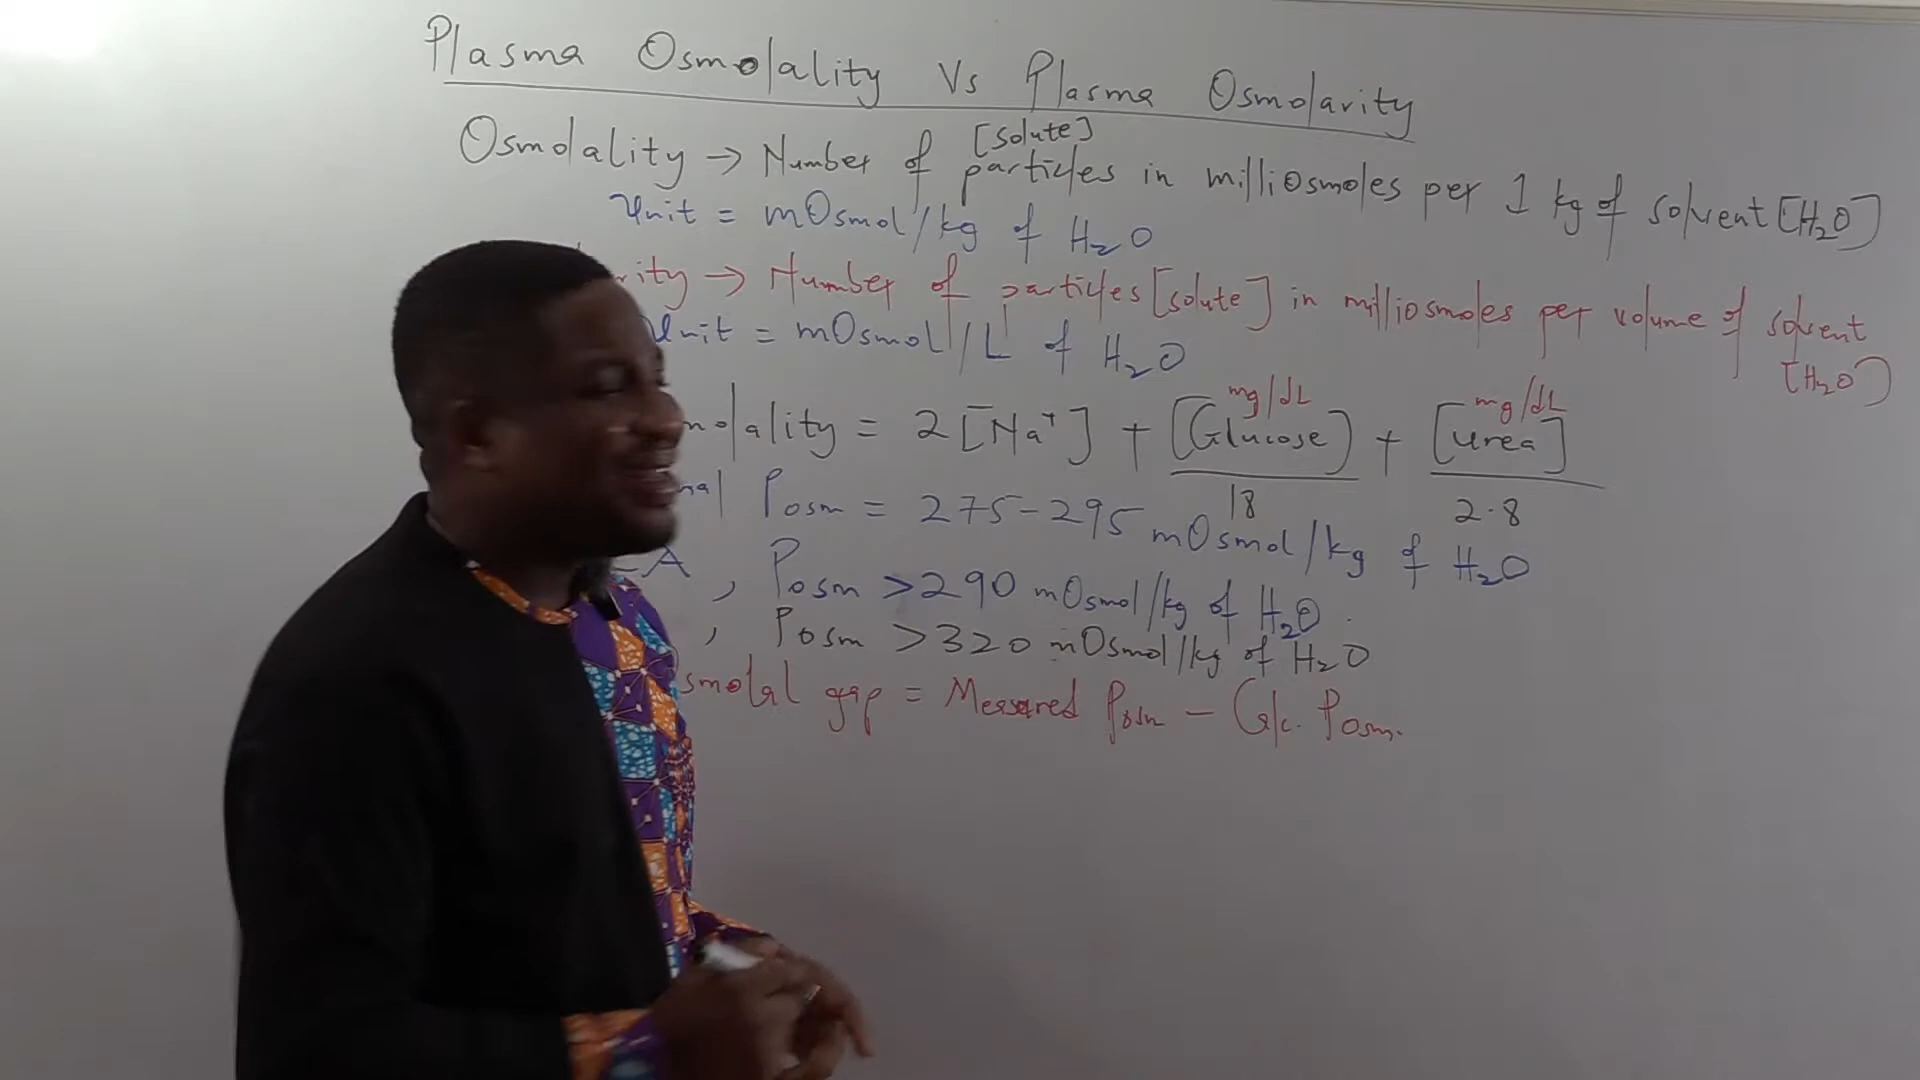 Plasma Osmolality Vs Plasma Osmolarity
[solute]
Osmolality → Number of particles in milliosmoles per 1 kg of solvent [H₂O]
Unit = mOsmol/kg of H₂O
rity → Number of particles [solute] in milliosmoles per volume of solvent
[H₂O]
Unit = mOsmol/L of H₂O
mg/dL mg/dL
molality = 2[Na⁺] + [Glucose] + [Urea]
18 2.8
nal Posm = 275-295 mOsmol/kg of H₂O
A , Posm >290 mOsmol/kg of H₂O.
, Posm >320 mOsmol/kg of H₂O
smolal gap = Measured Posm - Calc. Posm.